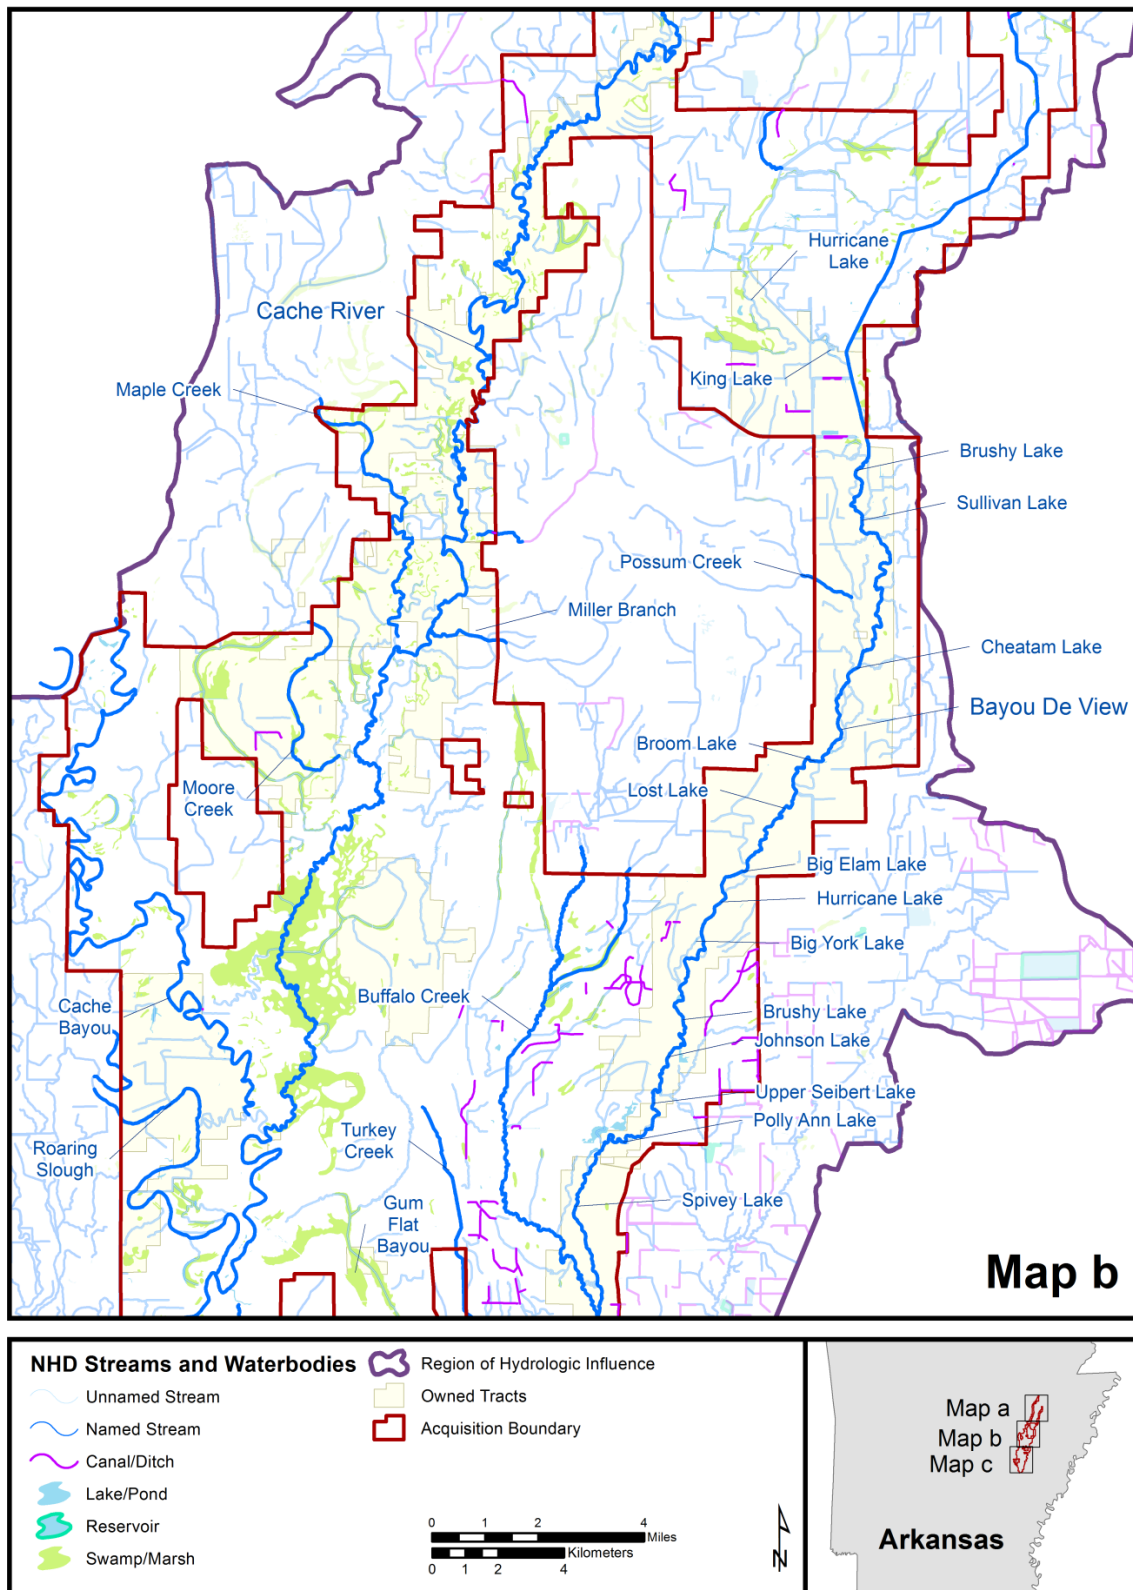 Hurricane
Lake
Cache River
King Lake
Maple Creek
Brushy Lake
Sullivan Lake
Possum Creek
Miller Branch
Cheatam Lake
Bayou De View
Broom Lake
Moore
Creek
Lost Lake
Big Elam Lake
Hurricane Lake
Big York Lake
Buffalo Creek
Cache
Bayou
Brushy Lake
Johnson Lake
Upper Seibert Lake
Polly Ann Lake
Turkey
Creek
Roaring
Slough
Gum
Flat
Bayou
Spivey Lake
Map b
NHD Streams and Waterbodies
Unnamed Stream
Named Stream
Canal/Ditch
Lake/Pond
Reservoir
Swamp/Marsh
Region of Hydrologic Influence
Owned Tracts
Acquisition Boundary
0 1 2 4
Miles
Kilometers
0 1 2 4
N
Map a
Map b
Map c
Arkansas